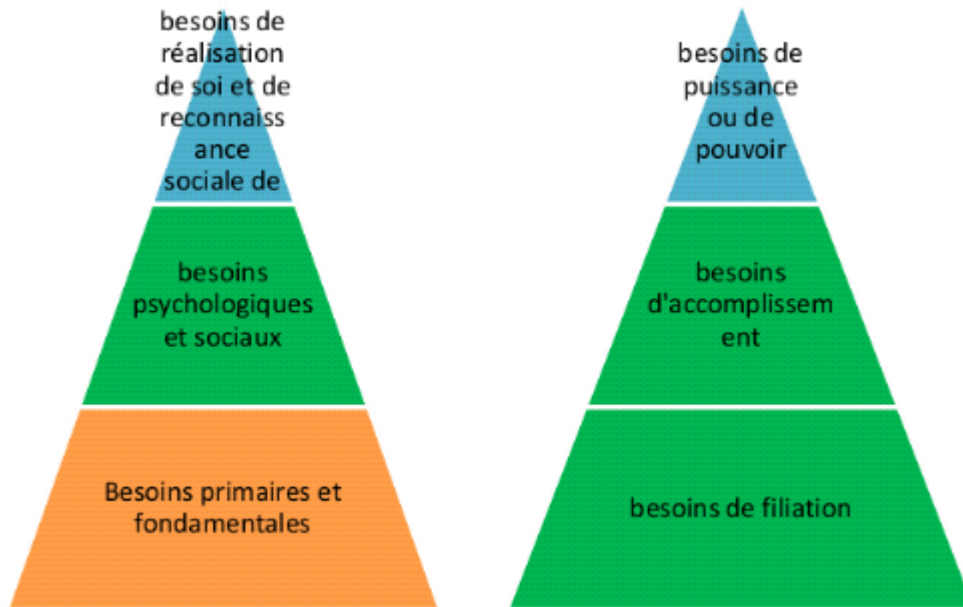 besoins de
réalisation
de soi et de
reconnaiss
ance
sociale de
besoins
psychologiques
et sociaux
Besoins primaires et
fondamentales
besoins de
puissance
ou de
pouvoir
besoins
d'accomplissem
ent
besoins de filiation